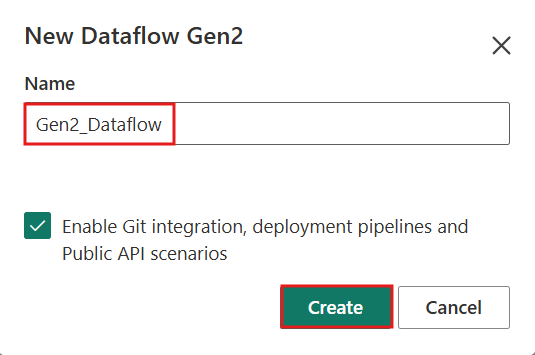 New Dataflow Gen2
Name
Gen2_Dataflow
Enable Git integration, deployment pipelines and
Public API scenarios
Create
Cancel